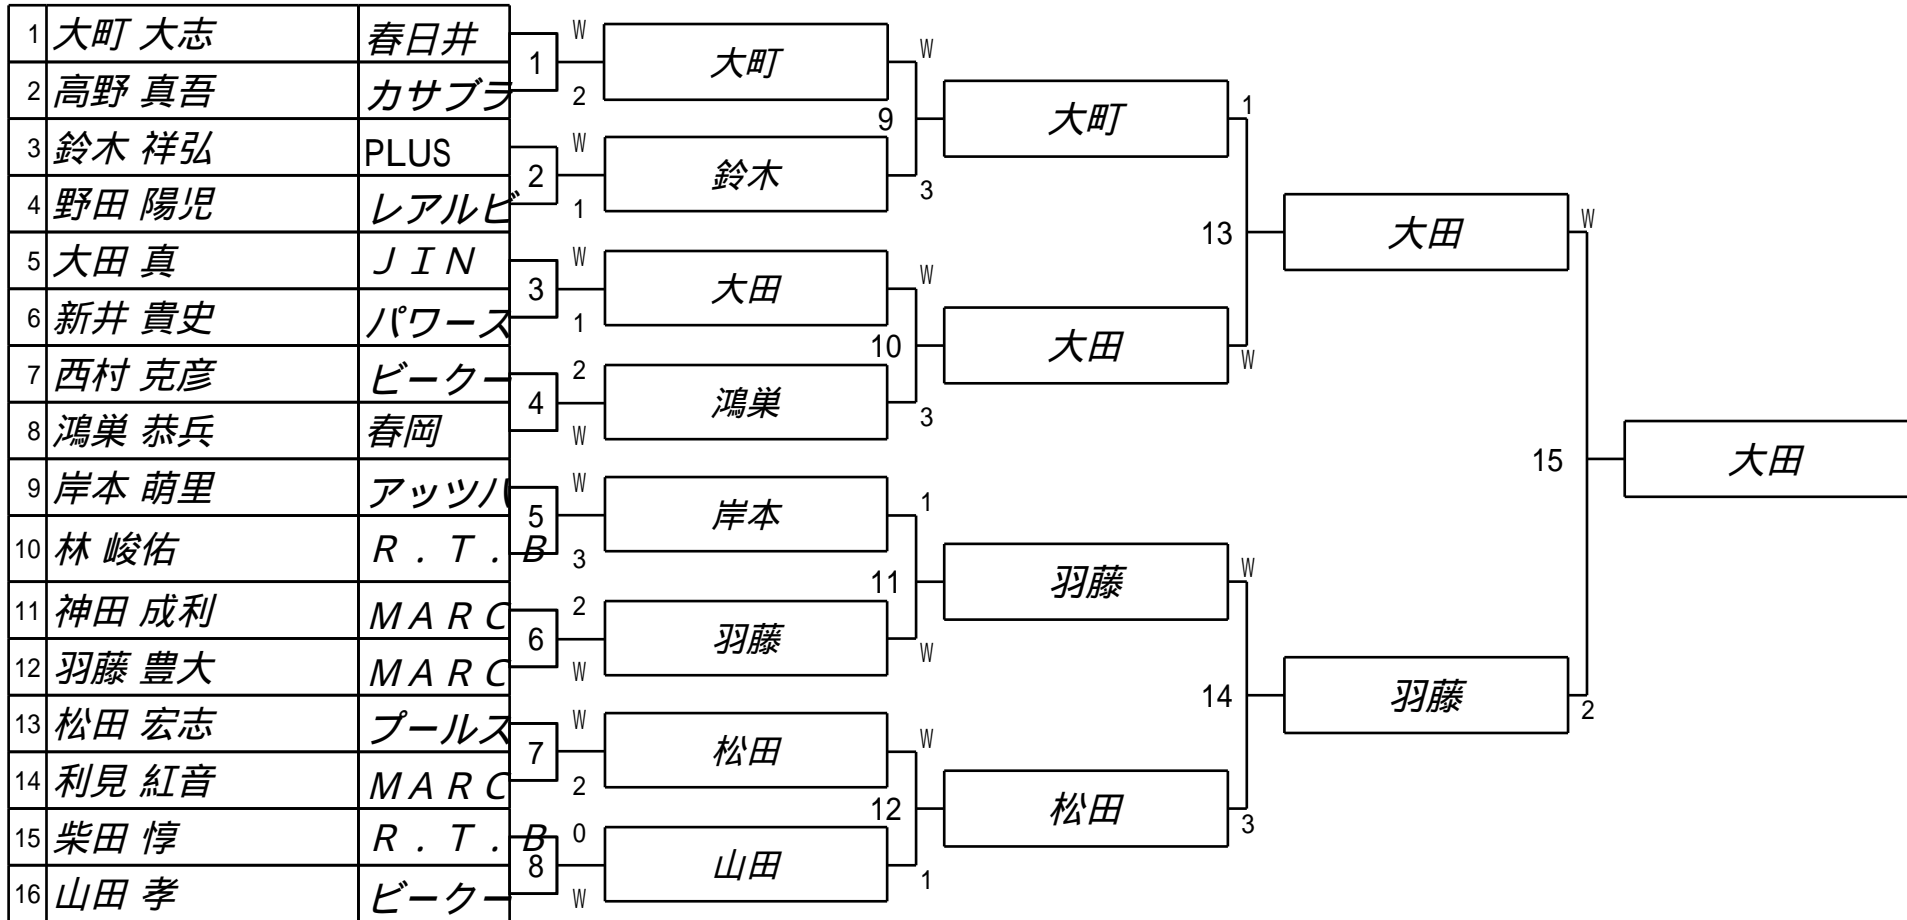 1 大町 大志 春日井
2 高野 真吾 カサブラ
3 鈴木 祥弘 PLUS
4 野田 陽児 レアルビ
5 大田 真 ＪＩＮ
6 新井 貴史 パワース
7 西村 克彦 ビークー
8 鴻巣 恭兵 春岡
9 岸本 萌里 アッツハ
10 林 峻佑 Ｒ．Ｔ．Ｂ
11 神田 成利 ＭＡＲＣ
12 羽藤 豊大 ＭＡＲＣ
13 松田 宏志 プールス
14 利見 紅音 ＭＡＲＣ
15 柴田 惇 Ｒ．Ｔ．Ｂ
16 山田 孝 ビークー
1 W 2
2 W 1
3 W 1
4 2 W
5 W 3
6 2 W
7 W 2
8 0 W
大町 W
9
鈴木 3
大田 W
10
鴻巣 3
岸本 1
11
羽藤 W
松田 W
12
山田 1
大町 1
13
大田 W
羽藤 W
14
松田 3
大田 W
15
羽藤 2
大田